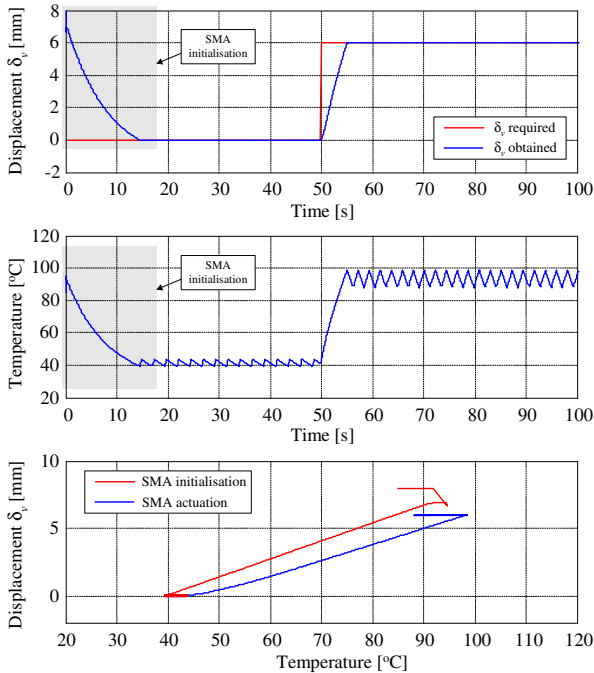 8
6
4
2
0
-2
Displacement δᵥ [mm]
SMA
initialisation
δᵥ required
δᵥ obtained
0 10 20 30 40 50 60 70 80 90 100
Time [s]
120
100
80
60
40
20
Temperature [°C]
SMA
initialisation
0 10 20 30 40 50 60 70 80 90 100
Time [s]
10
5
0
Displacement δᵥ [mm]
SMA initialisation
SMA actuation
20 30 40 50 60 70 80 90 100 110 120
Temperature [°C]